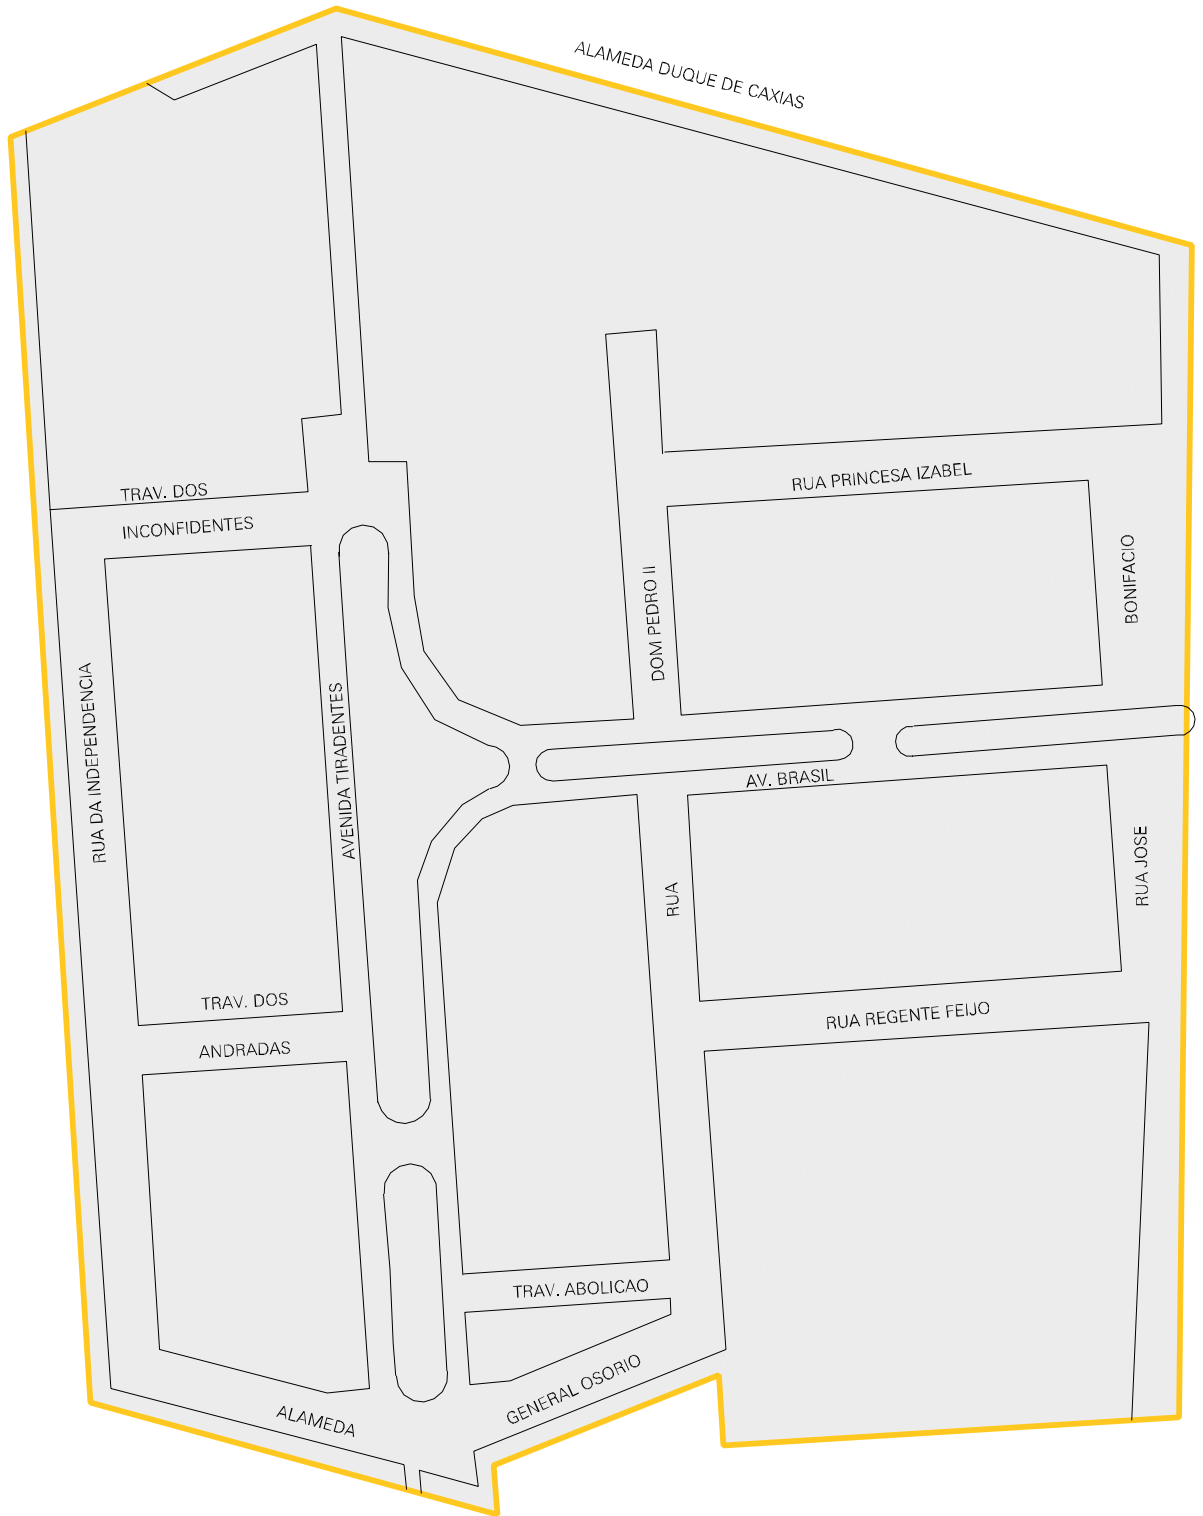 ALAMEDA DUQUE DE CAXIAS
RUA PRINCESA IZABEL
TRAV. DOS
INCONFIDENTES
BONIFACIO
DOM PEDRO II
RUA DA INDEPENDENCIA
AVENIDA TIRADENTES
AV. BRASIL
RUA JOSE
RUA
TRAV. DOS
ANDRADAS
RUA REGENTE FEIJO
TRAV. ABOLICAO
GENERAL OSORIO
ALAMEDA